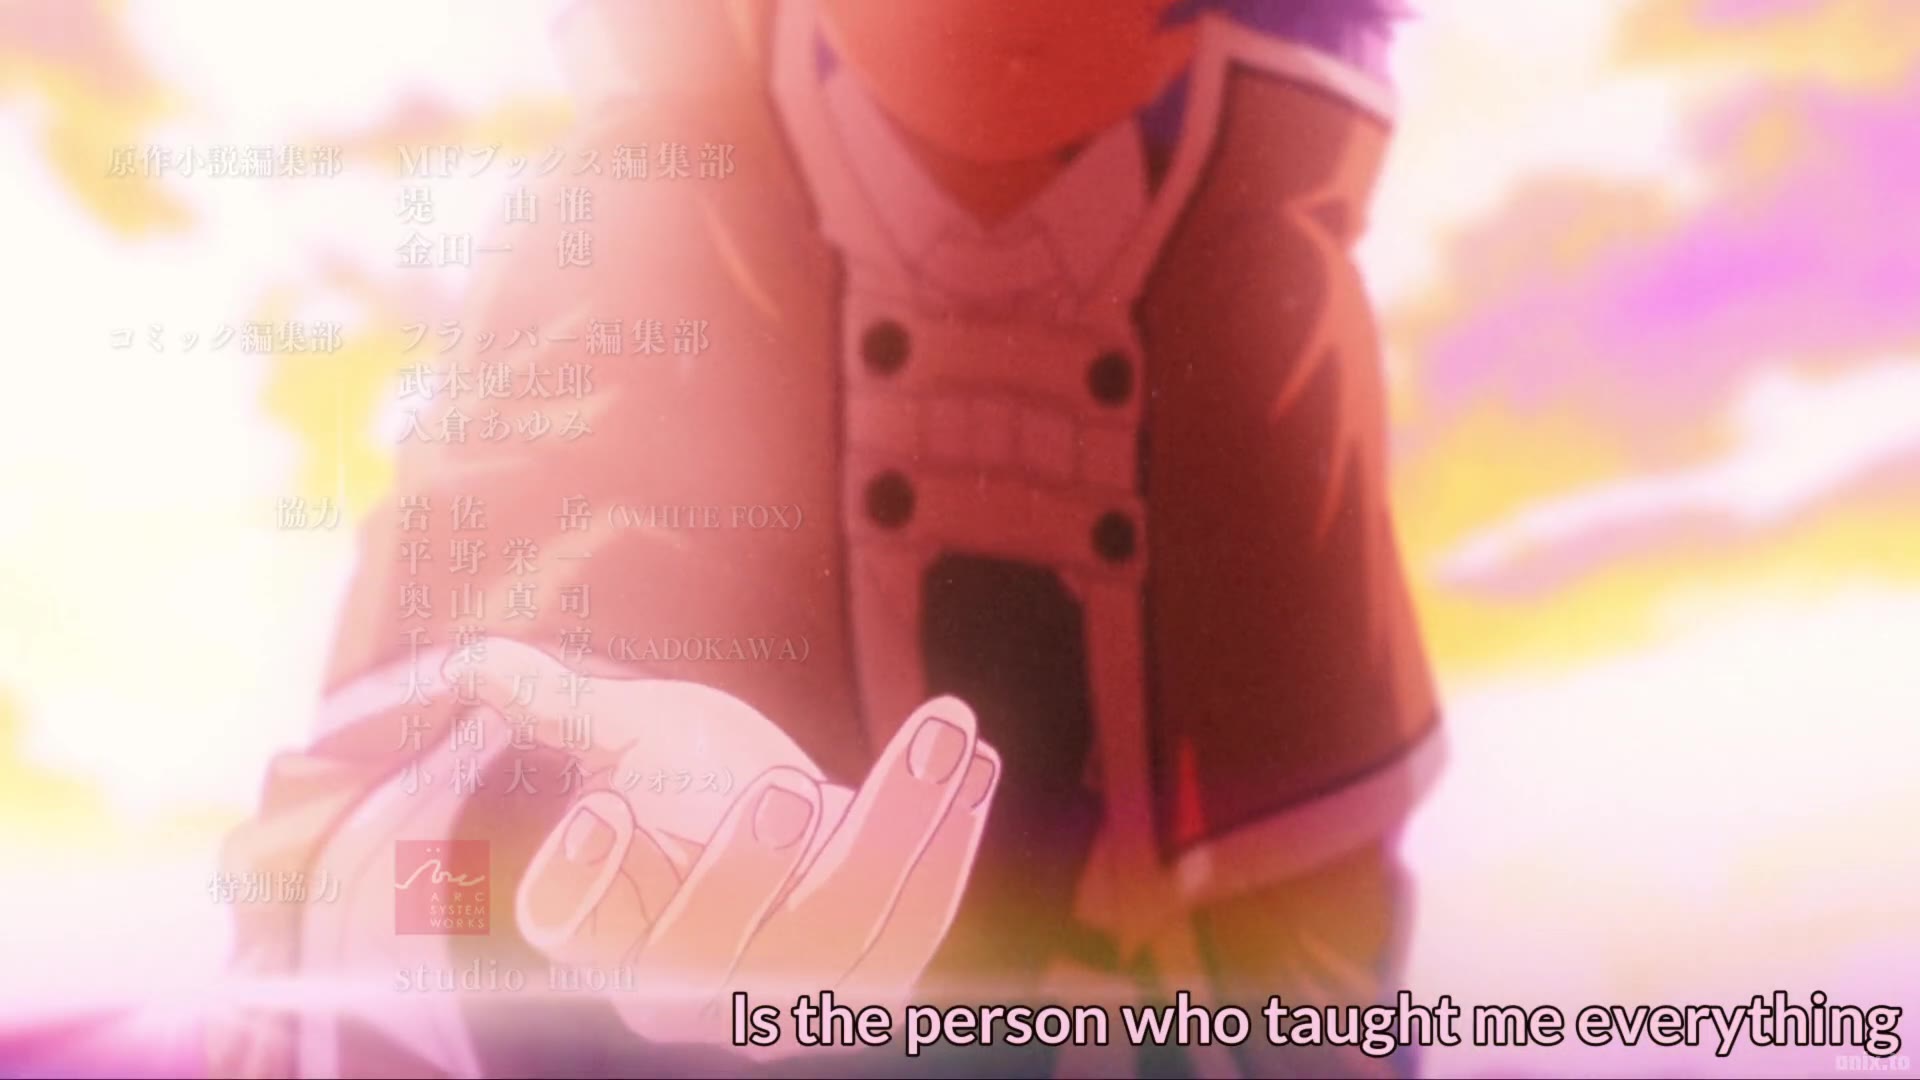 原作小説編集部 MFブックス編集部
堤 由惟
金田一 健
コミック編集部 フラッパー編集部
武本健太郎
入倉あゆみ
協力 岩佐 岳 (WHITE FOX)
平野栄一
奥山真司
千葉 淳 (KADOKAWA)
大辻万平
片岡道則
小林大介 (クオラス)
特別協力 ARC
SYSTEM
WORKS
studio mon
Is the person who taught me everything
anix.to